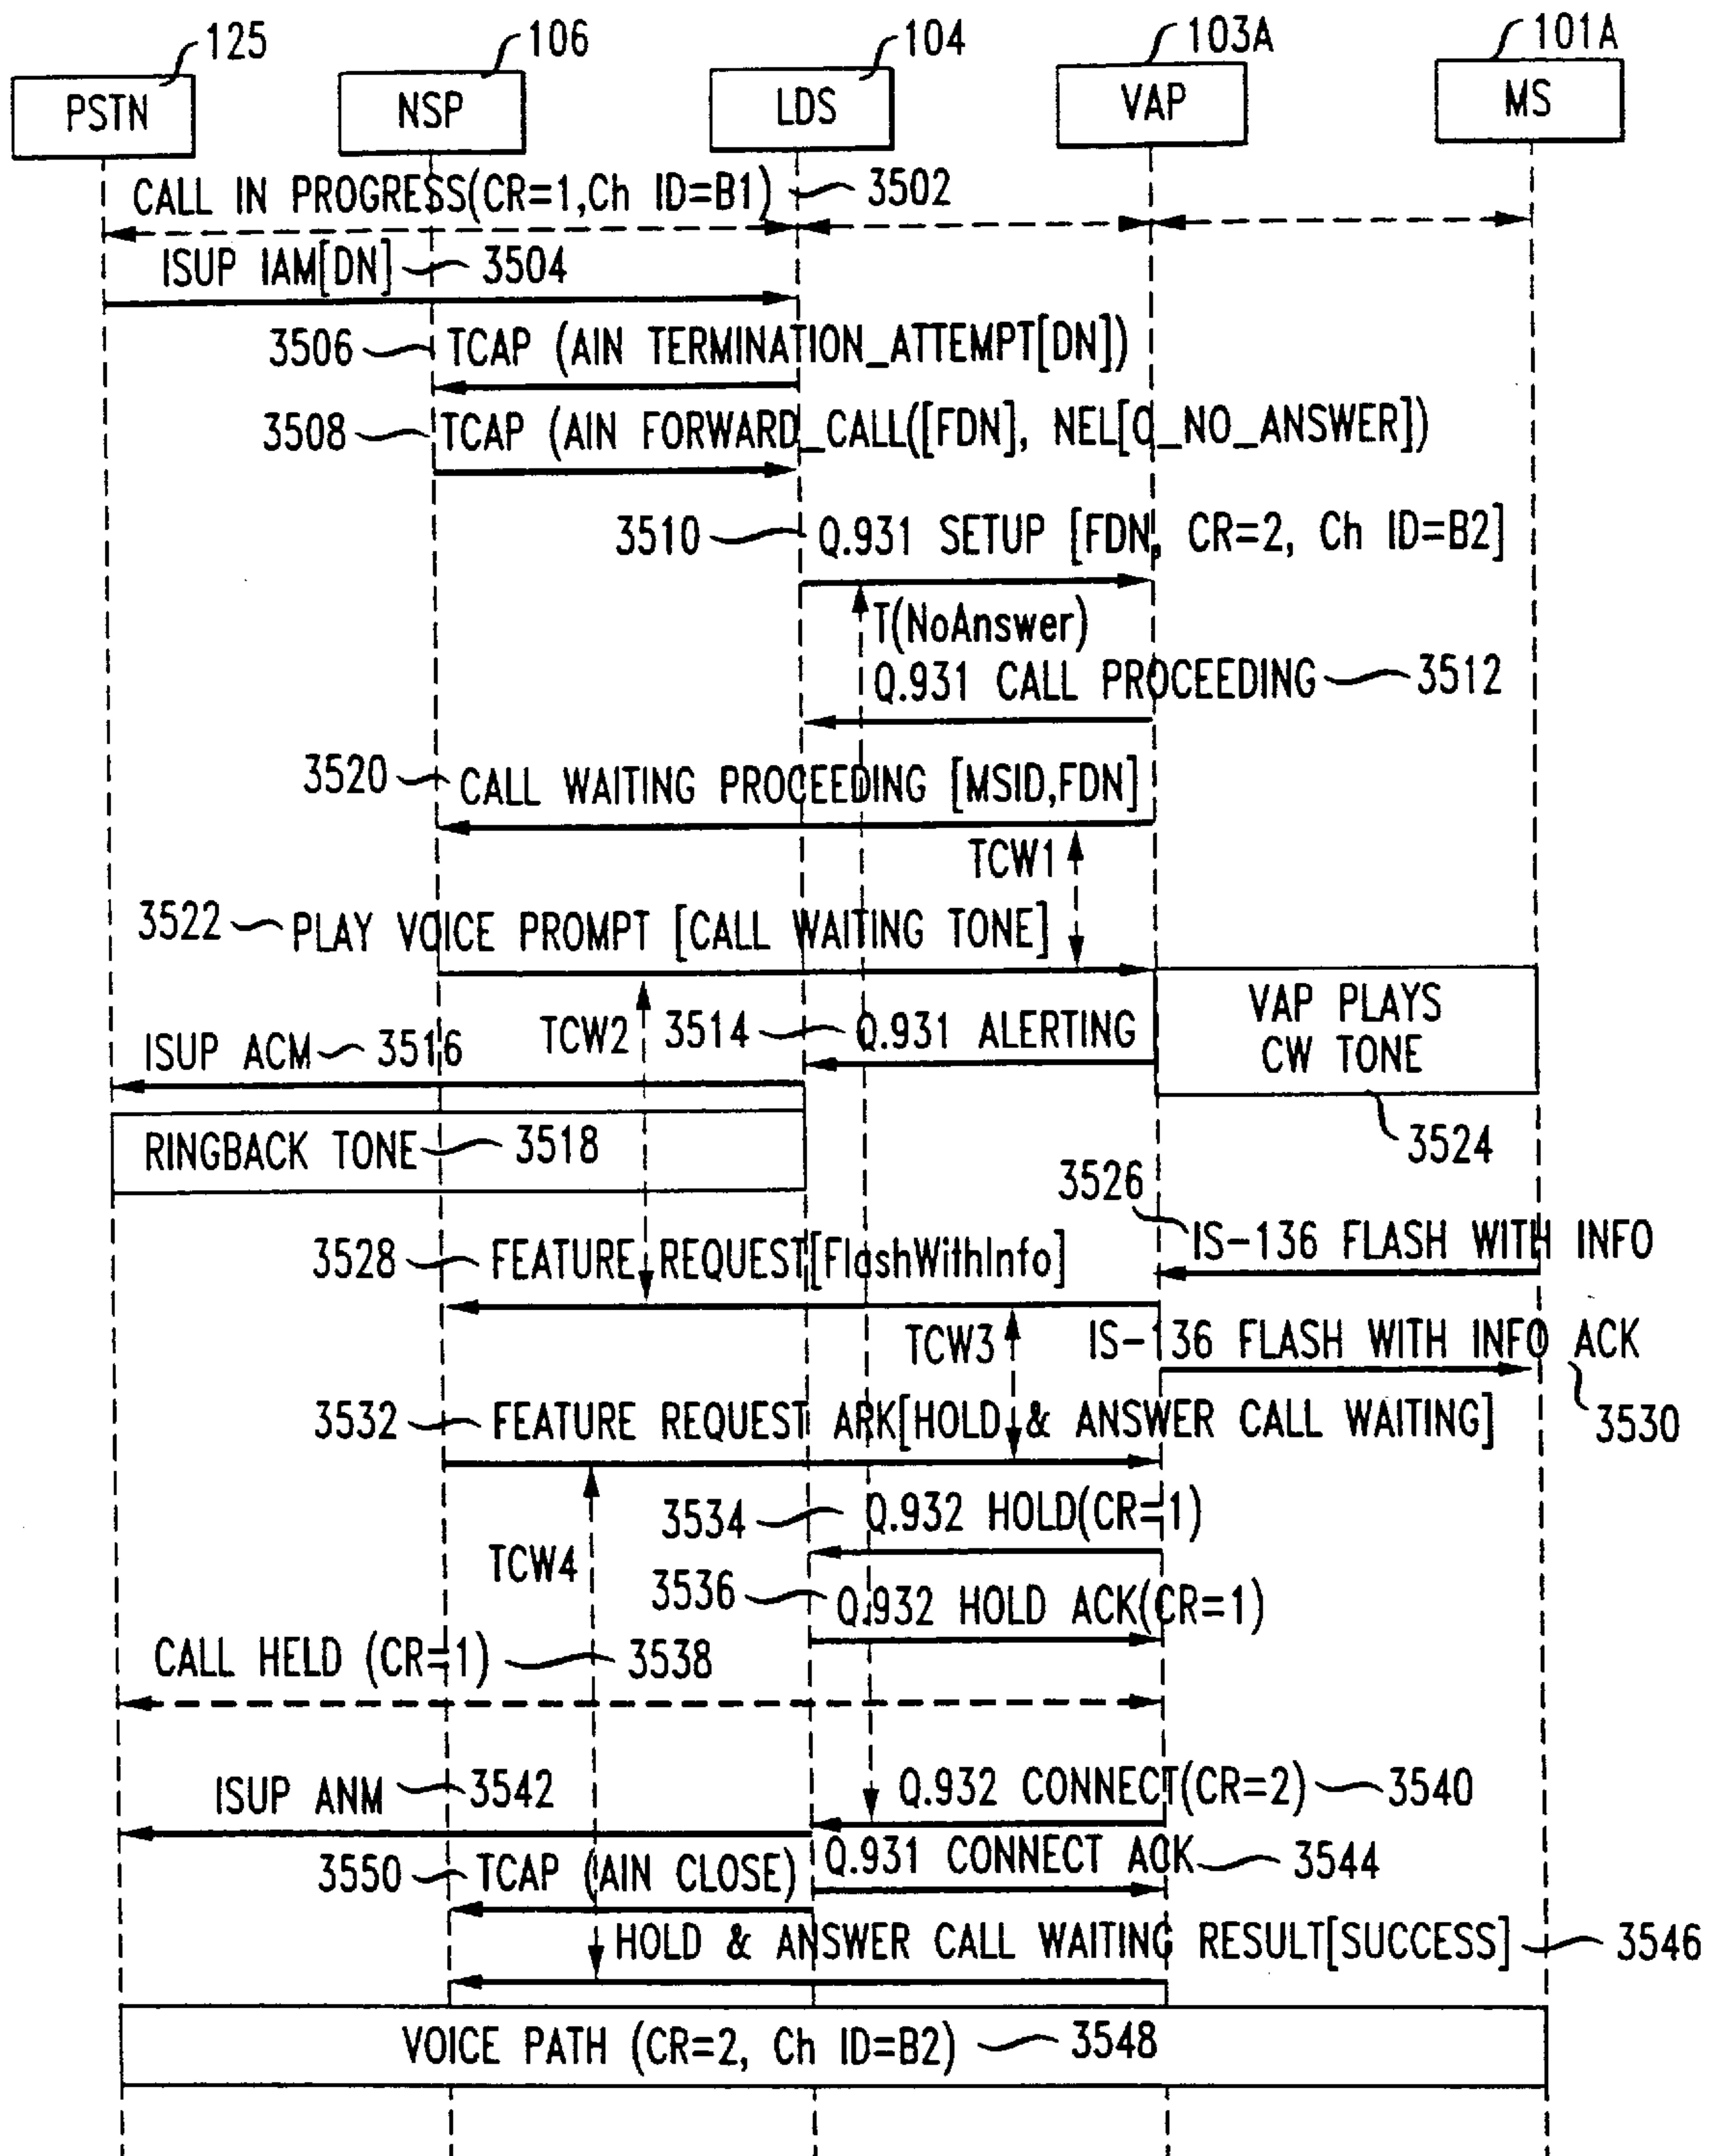 125 106 104 103A 101A
PSTN NSP LDS VAP MS
CALL IN PROGRESS(CR=1,Ch ID=B1) 3502
ISUP IAM[DN] 3504
3506 TCAP (AIN TERMINATION_ATTEMPT[DN])
3508 TCAP (AIN FORWARD_CALL([FDN], NEL[O_NO_ANSWER])
3510 Q.931 SETUP [FDN, CR=2, Ch ID=B2]
T(NoAnswer)
Q.931 CALL PROCEEDING 3512
3520 CALL WAITING PROCEEDING [MSID,FDN]
TCW1
3522 PLAY VOICE PROMPT [CALL WAITING TONE]
VAP PLAYS
CW TONE
3524
TCW2 3514 Q.931 ALERTING
ISUP ACM 3516
RINGBACK TONE 3518
3526
IS-136 FLASH WITH INFO
3528 FEATURE REQUEST[FlashWithInfo]
TCW3 IS-136 FLASH WITH INFO ACK
3530
3532 FEATURE REQUEST ARK[HOLD & ANSWER CALL WAITING]
3534 Q.932 HOLD(CR=1)
TCW4
3536 Q.932 HOLD ACK(CR=1)
CALL HELD (CR=1) 3538
ISUP ANM 3542 Q.932 CONNECT(CR=2) 3540
3550 TCAP (AIN CLOSE) Q.931 CONNECT ACK 3544
HOLD & ANSWER CALL WAITING RESULT[SUCCESS] 3546
VOICE PATH (CR=2, Ch ID=B2) 3548